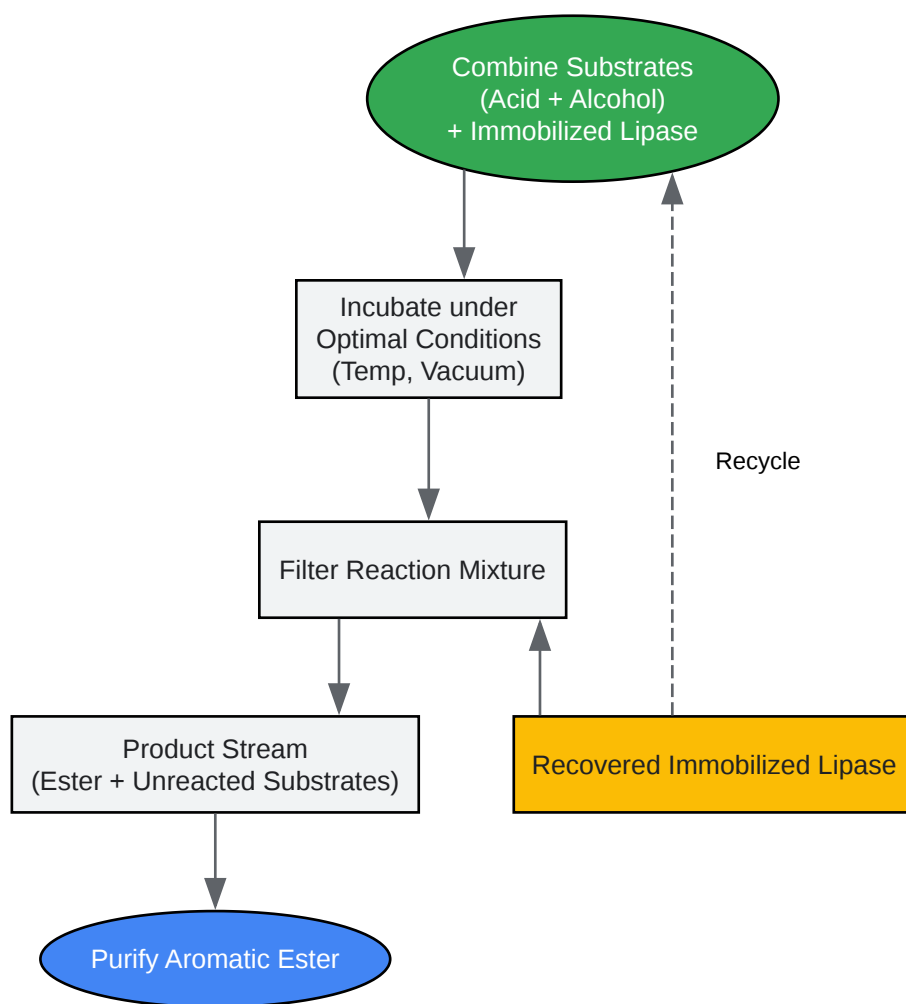 Combine Substrates
(Acid + Alcohol)
+ Immobilized Lipase
Incubate under
Optimal Conditions
(Temp, Vacuum)
Recycle
Filter Reaction Mixture
Product Stream
(Ester + Unreacted Substrates)
Recovered Immobilized Lipase
Purify Aromatic Ester